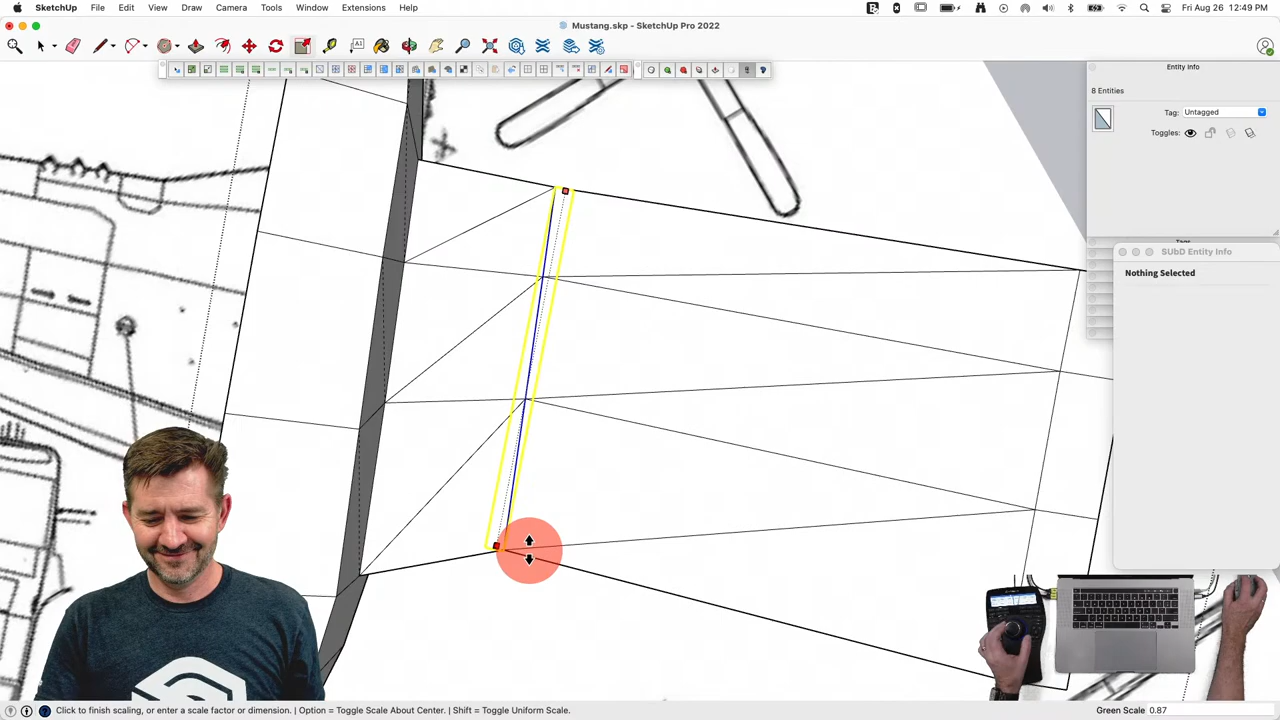 SketchUp File Edit View Draw Camera Tools Window Extensions Help
Fri Aug 26 12:49 PM
Mustang.skp - SketchUp Pro 2022
Entity Info
8 Entities
Tag: Untagged
Toggles:
Tags
SUbD Entity Info
Nothing Selected
Click to finish scaling, or enter a scale factor or dimension. | Option = Toggle Scale About Center. | Shift = Toggle Uniform Scale.
Green Scale 0.87